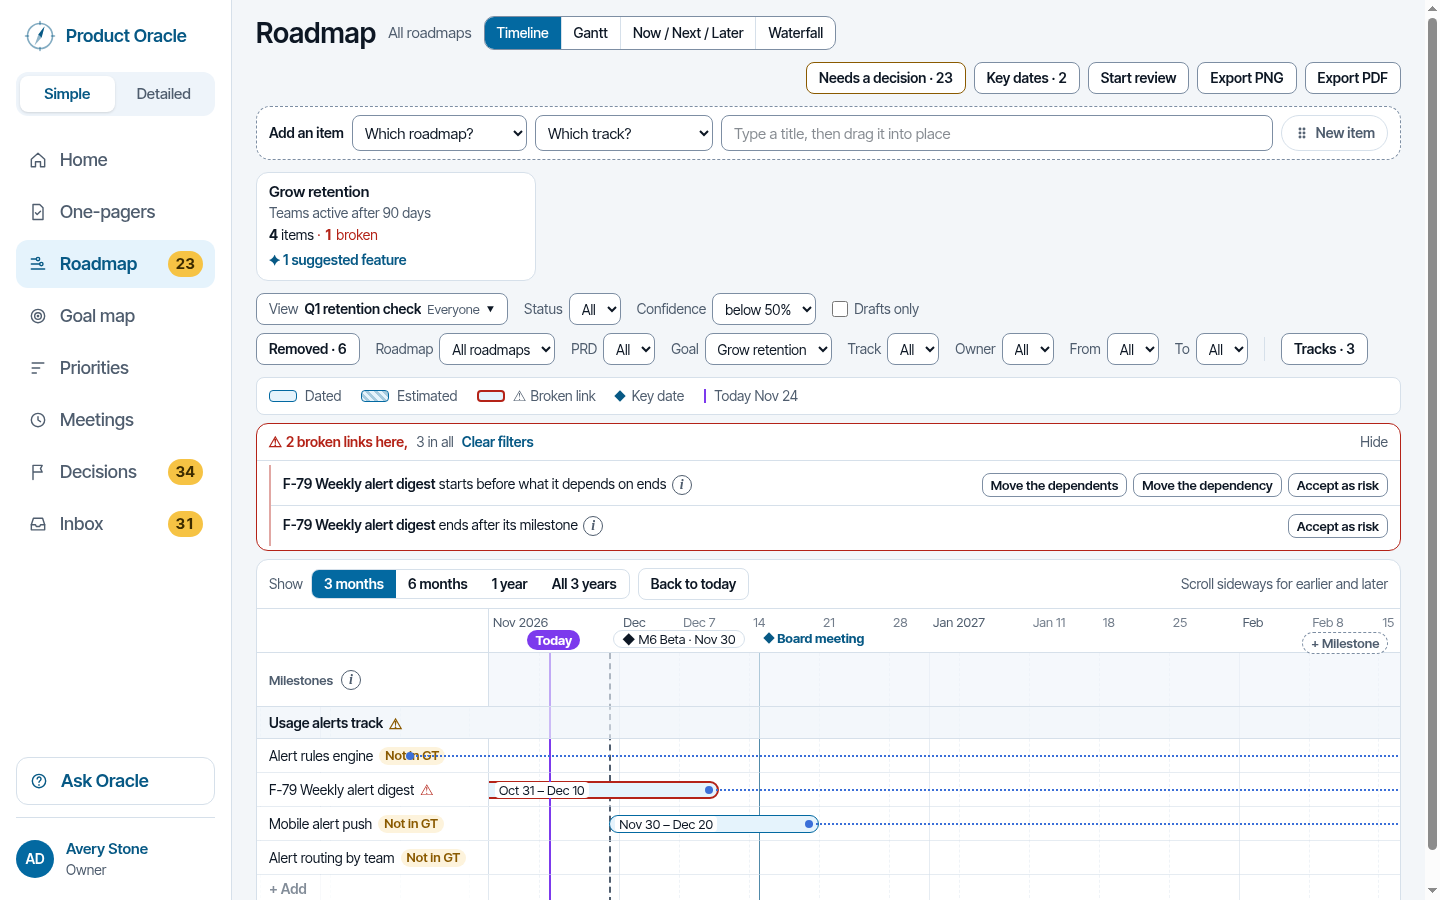 Product Oracle
Simple Detailed
Home
One-pagers
Roadmap 23
Goal map
Priorities
Meetings
Decisions 34
Inbox 31
Ask Oracle
AD Avery Stone
Owner
Roadmap All roadmaps Timeline Gantt Now / Next / Later Waterfall
Needs a decision · 23 Key dates · 2 Start review Export PNG Export PDF
Add an item Which roadmap? Which track? Type a title, then drag it into place New item
Grow retention
Teams active after 90 days
4 items · 1 broken
1 suggested feature
View Q1 retention check Everyone Status All Confidence below 50% Drafts only
Removed · 6 Roadmap All roadmaps PRD All Goal Grow retention Track All Owner All From All To All Tracks · 3
Dated Estimated ⚠ Broken link Key date Today Nov 24
⚠ 2 broken links here, 3 in all Clear filters Hide
F-79 Weekly alert digest starts before what it depends on ends i Move the dependents Move the dependency Accept as risk
F-79 Weekly alert digest ends after its milestone i Accept as risk
Show 3 months 6 months 1 year All 3 years Back to today Scroll sideways for earlier and later
Nov 2026 Dec Dec 7 14 21 28 Jan 2027 Jan 11 18 25 Feb Feb 8 15
Today M6 Beta · Nov 30 Board meeting + Milestone
Milestones i
Usage alerts track ⚠
Alert rules engine Not in GT
F-79 Weekly alert digest ⚠ Oct 31 – Dec 10
Mobile alert push Not in GT Nov 30 – Dec 20
Alert routing by team Not in GT
+ Add